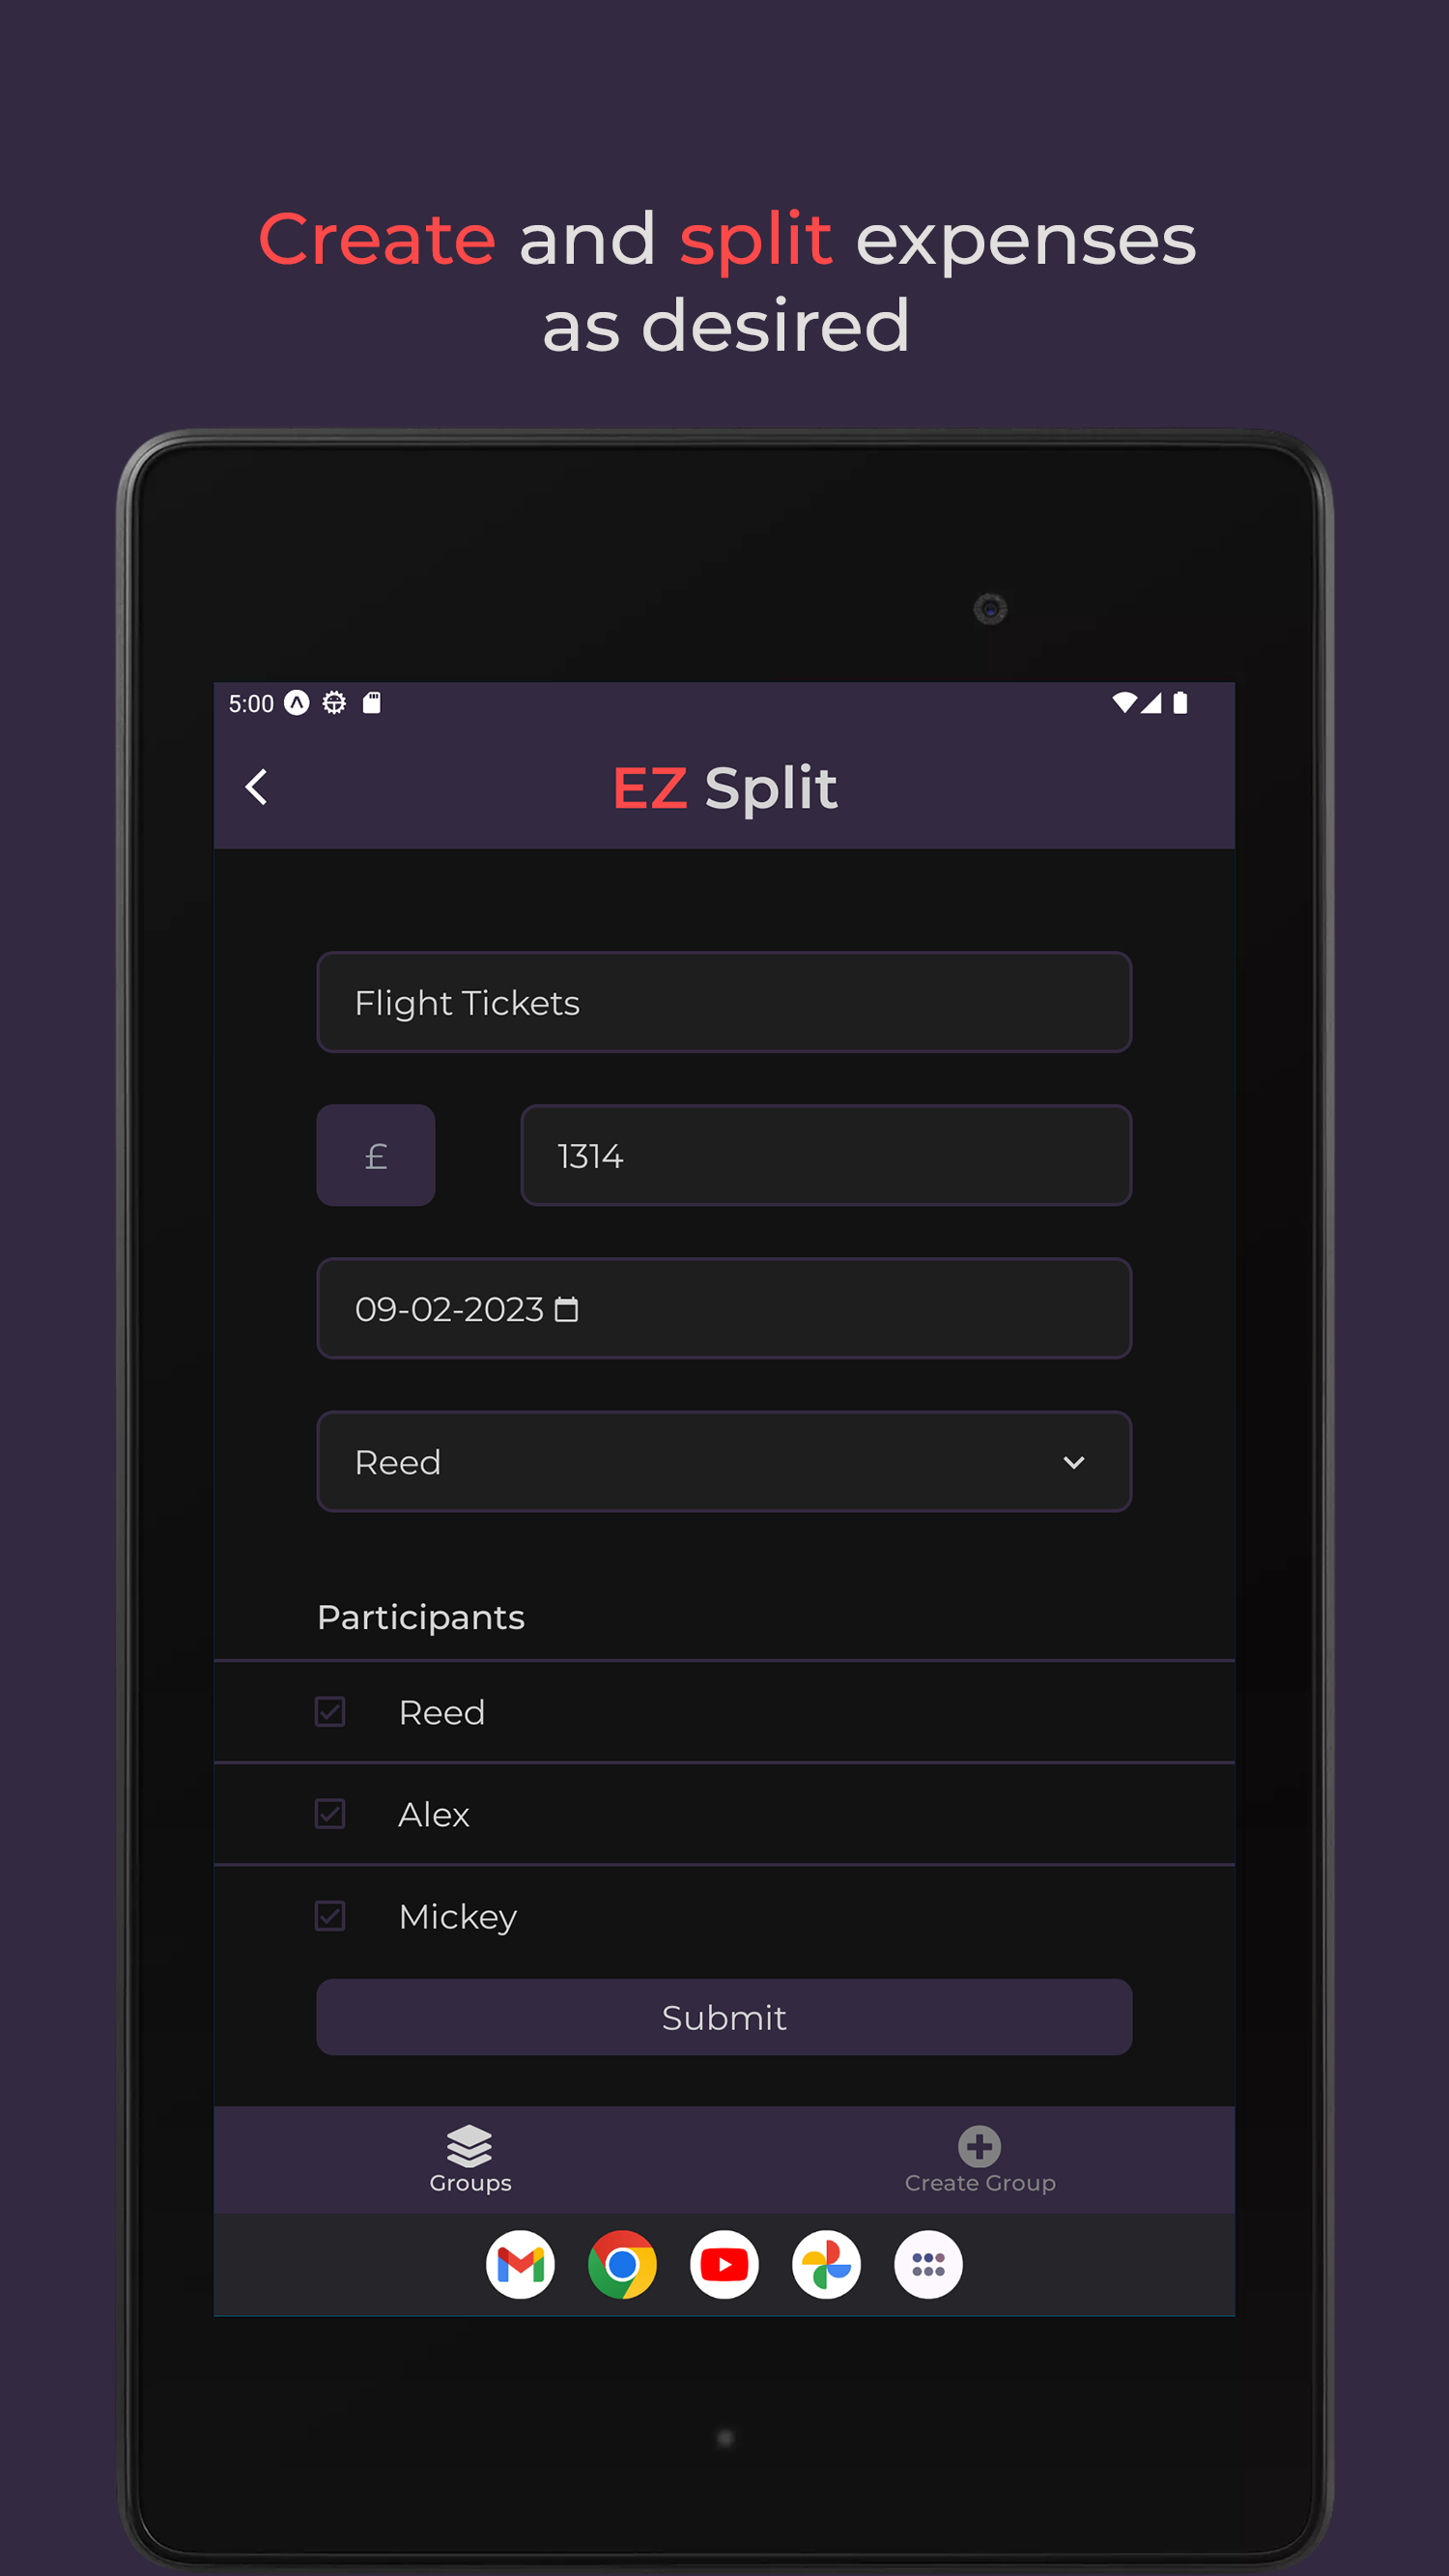 Create and split expenses
as desired
5:00
EZ Split
Flight Tickets
£
1314
09-02-2023
Reed
Participants
Reed
Alex
Mickey
Submit
Groups
Create Group